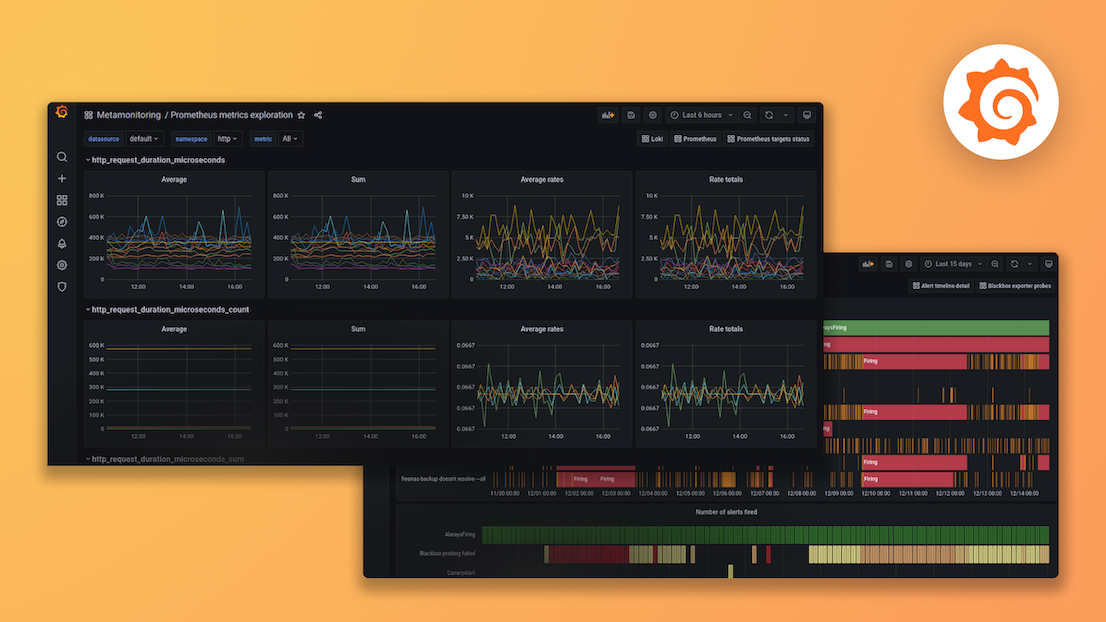 Metamonitoring / Prometheus metrics exploration
Last 6 hours
datasource default namespace http metric All
Loki Prometheus Prometheus targets status
http_request_duration_microseconds
Average Sum Average rates Rate totals
800 K 800 K 10 K 10 K
600 K 600 K 7.50 K 7.50 K
400 K 400 K 5 K 5 K
200 K 200 K 2.50 K 2.50 K
0 0 0 0
12:00 14:00 16:00 12:00 14:00 16:00 12:00 14:00 16:00 12:00 14:00 16:00
http_request_duration_microseconds_count
Average Sum Average rates Rate totals
600 K 600 K 0.0667 0.0667
500 K 500 K 0.0667 0.0667
400 K 400 K 0.0667 0.0667
300 K 300 K 0.0667 0.0667
200 K 200 K 0.0667
100 K 100 K 0.0667
0 0
12:00 14:00 16:00 12:00 14:00 16:00 12:00 14:00 16:00 12:00 14:00 16:00
http_request_duration_microseconds_sum
Last 15 days
Alert timeline detail Blackbox exporter probes
Firing
Firing
Firing
freenas-backup doesn't resolve
Firing Firing Firing
11/30 00:00 12/01 00:00 12/02 00:00 12/03 00:00 12/04 00:00 12/05 00:00 12/06 00:00 12/07 00:00 12/08 00:00 12/09 00:00 12/10 00:00 12/11 00:00 12/12 00:00 12/13 00:00 12/14 00:00
Number of alerts fired
AlwaysFiring
Blackbox probing failed
CanaryAlert